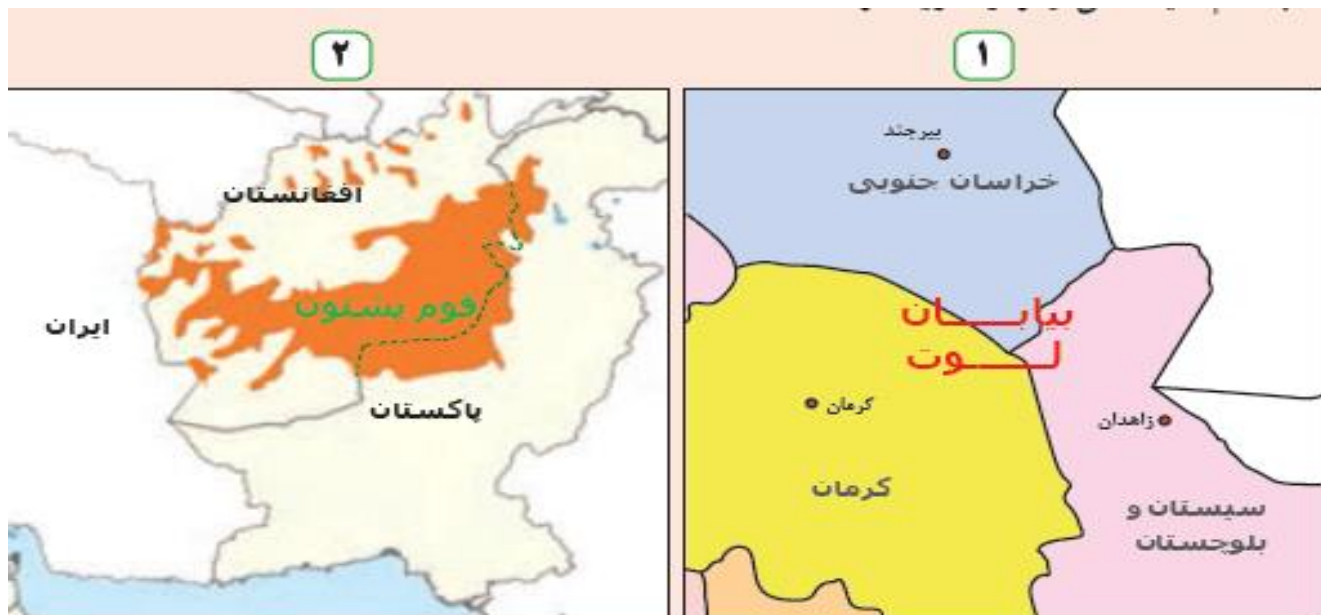 ۱
بیرجند
خراسان جنوبی
بیابان
لوت
کرمان
زاهدان
کرمان
سیستان و
بلوچستان
۲
افغانستان
قوم پشتون
ایران
پاکستان